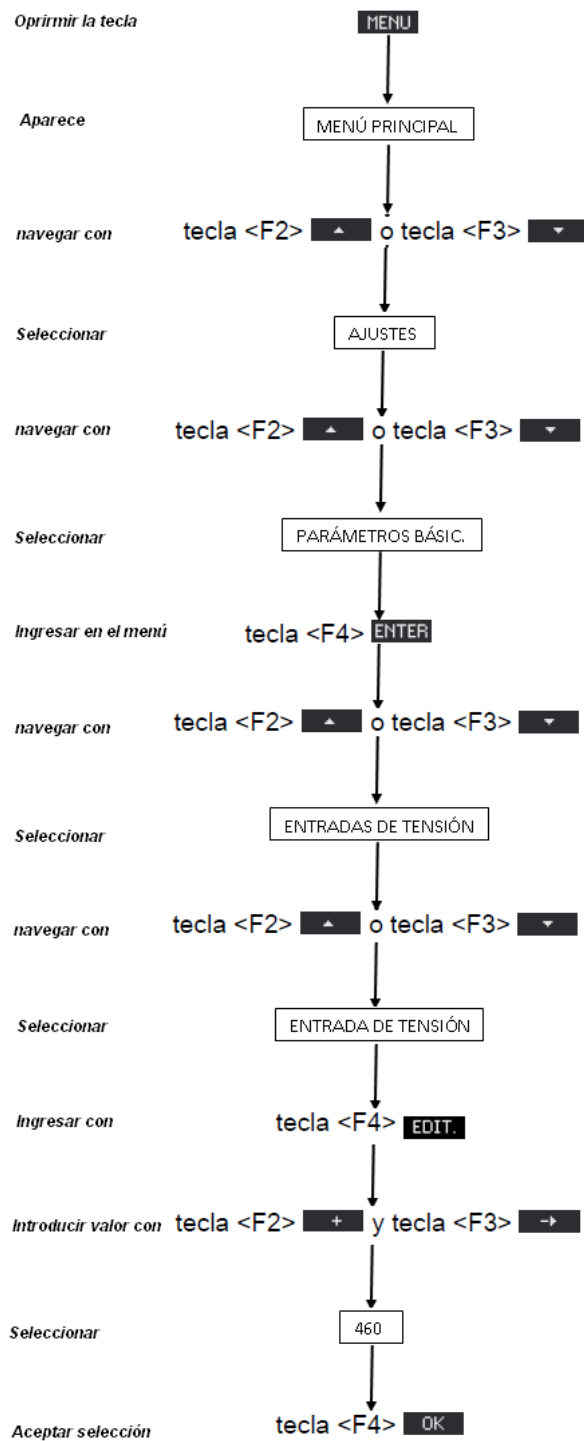 Oprirmir la tecla MENU
Aparece MENÚ PRINCIPAL
navegar con tecla <F2> o tecla <F3>
Seleccionar AJUSTES
navegar con tecla <F2> o tecla <F3>
Seleccionar PARÁMETROS BÁSIC.
Ingresar en el menú tecla <F4> ENTER
navegar con tecla <F2> o tecla <F3>
Seleccionar ENTRADAS DE TENSIÓN
navegar con tecla <F2> o tecla <F3>
Seleccionar ENTRADA DE TENSIÓN
Ingresar con tecla <F4> EDIT.
Introducir valor con tecla <F2> + y tecla <F3>
Seleccionar 460
Aceptar selección tecla <F4> OK